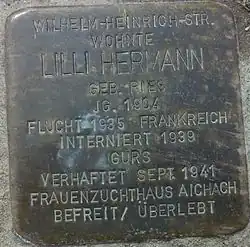 WILHELM-HEINRICH-STR.
WOHNTE
LILLI HERMANN
GEB. RIES
JG. 1904
FLUCHT 1935 FRANKREICH
INTERNIERT 1939
GURS
VERHAFTET SEPT. 1941
FRAUENZUCHTHAUS AICHACH
BEFREIT/ ÜBERLEBT